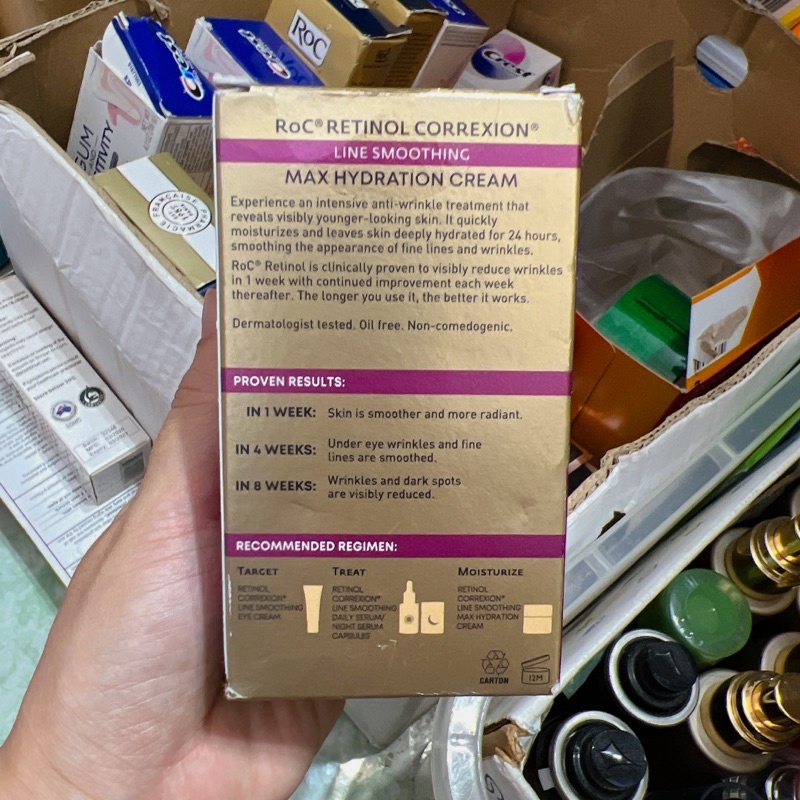 RoC
Crest
GUM
AND
TIVITY
FRANÇAISE
PHARMACIE
RoC® RETINOL CORREXION®
LINE SMOOTHING
MAX HYDRATION CREAM
Experience an intensive anti-wrinkle treatment that
reveals visibly younger-looking skin. It quickly
moisturizes and leaves skin deeply hydrated for 24 hours,
smoothing the appearance of fine lines and wrinkles.
RoC® Retinol is clinically proven to visibly reduce wrinkles
in 1 week with continued improvement each week
thereafter. The longer you use it, the better it works.
Dermatologist tested. Oil free. Non-comedogenic.
PROVEN RESULTS:
IN 1 WEEK: Skin is smoother and more radiant.
IN 4 WEEKS: Under eye wrinkles and fine
lines are smoothed.
IN 8 WEEKS: Wrinkles and dark spots
are visibly reduced.
RECOMMENDED REGIMEN:
TARGET
RETINOL
CORREXION®
LINE SMOOTHING
EYE CREAM
TREAT
RETINOL
CORREXION®
LINE SMOOTHING
DAILY SERUM/
NIGHT SERUM
CAPSULES
MOISTURIZE
RETINOL
CORREXION®
LINE SMOOTHING
MAX HYDRATION
CREAM
CARTON
12M